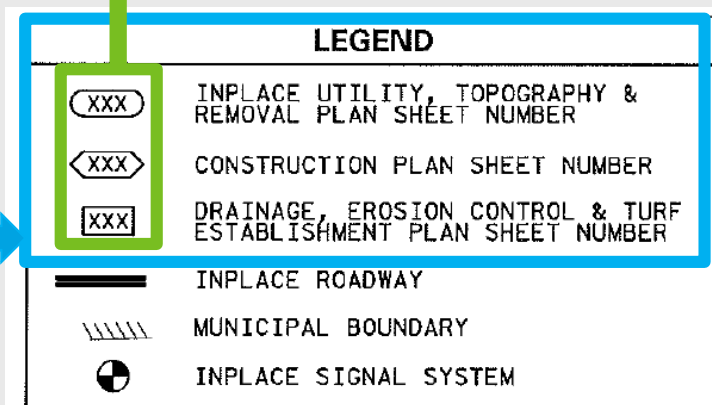 LEGEND
XXX INPLACE UTILITY, TOPOGRAPHY &
REMOVAL PLAN SHEET NUMBER
XXX CONSTRUCTION PLAN SHEET NUMBER
XXX DRAINAGE, EROSION CONTROL & TURF
ESTABLISHMENT PLAN SHEET NUMBER
INPLACE ROADWAY
MUNICIPAL BOUNDARY
INPLACE SIGNAL SYSTEM